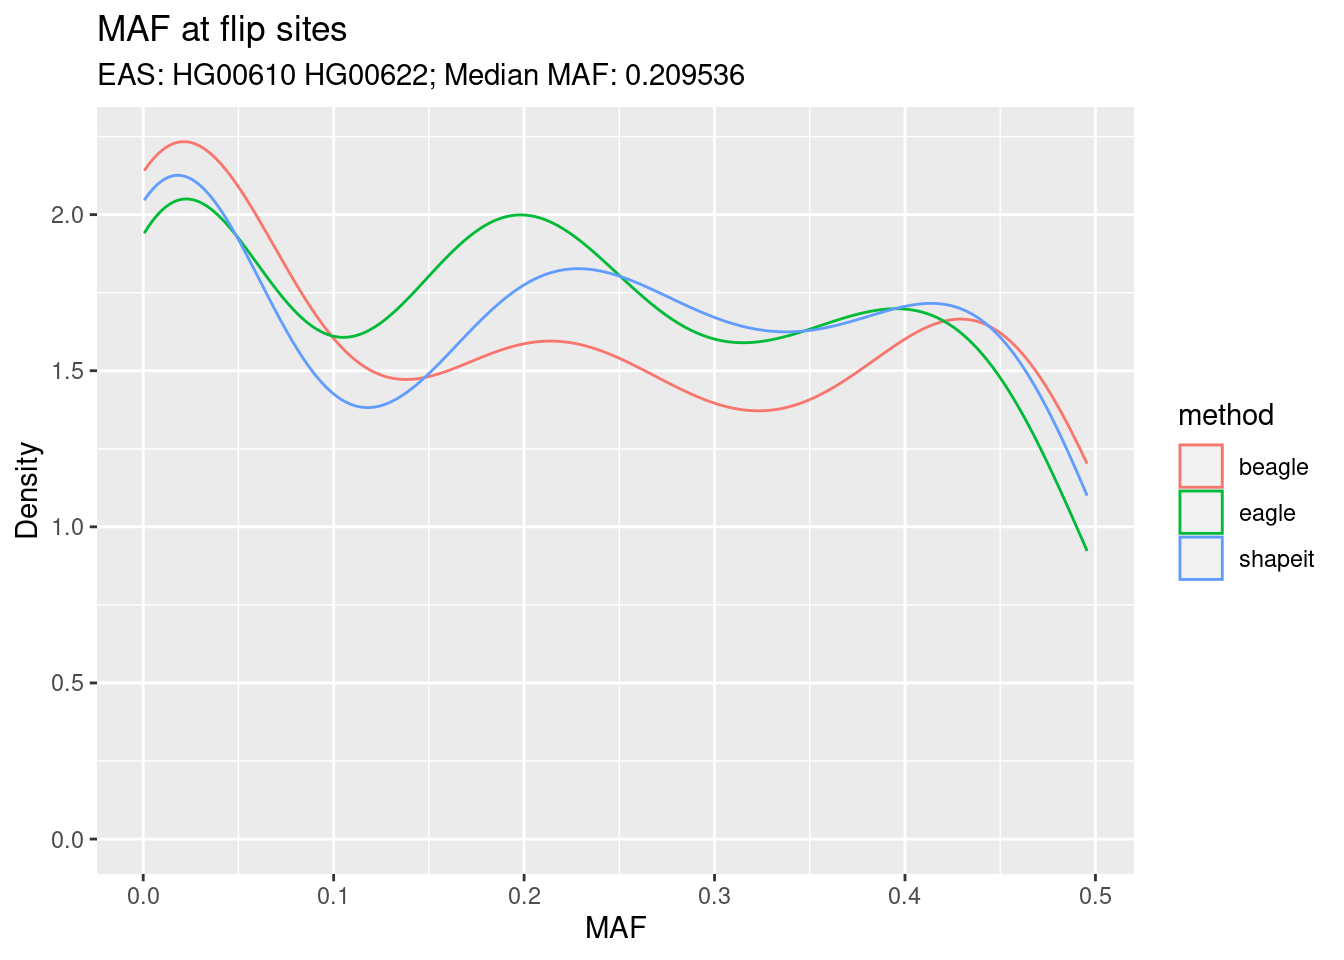 MAF at flip sites
EAS: HG00610 HG00622; Median MAF: 0.209536
Density
2.0
1.5
1.0
0.5
0.0
0.0 0.1 0.2 0.3 0.4 0.5
MAF
method
beagle
eagle
shapeit